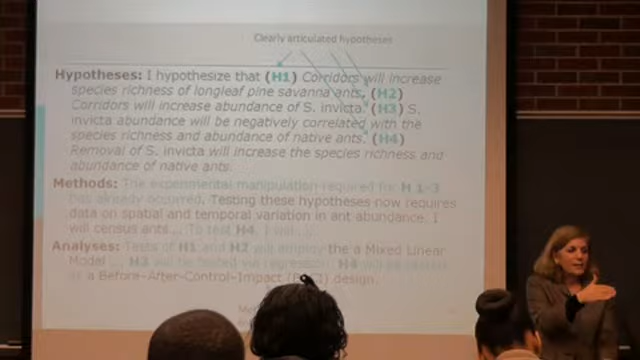 Clearly articulated hypotheses
Hypotheses: I hypothesize that (H1) Corridors will increase
species richness of longleaf pine savanna ants, (H2)
Corridors will increase abundance of S. invicta. (H3) S.
invicta abundance will be negatively correlated with the
species richness and abundance of native ants. (H4)
Removal of S. invicta will increase the species richness and
abundance of native ants.
Methods: The experimental manipulation required for H 1-3
has already occurred. Testing these hypotheses now requires
data on spatial and temporal variation in ant abundance. I
will census ants... To test H4, I
Analyses: Tests of H1 and H2 will employ the a Mixed Linear
Model ... H3 will be tested via regression. H4 will be
a Before-After-Control-Impact design.